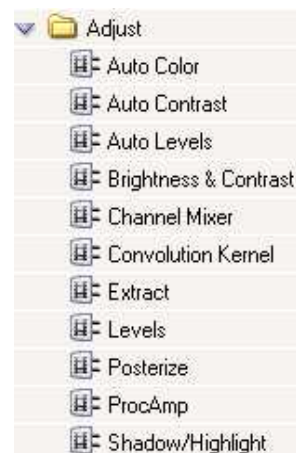 Adjust
Auto Color
Auto Contrast
Auto Levels
Brightness & Contrast
Channel Mixer
Convolution Kernel
Extract
Levels
Posterize
ProcAmp
Shadow/Highlight